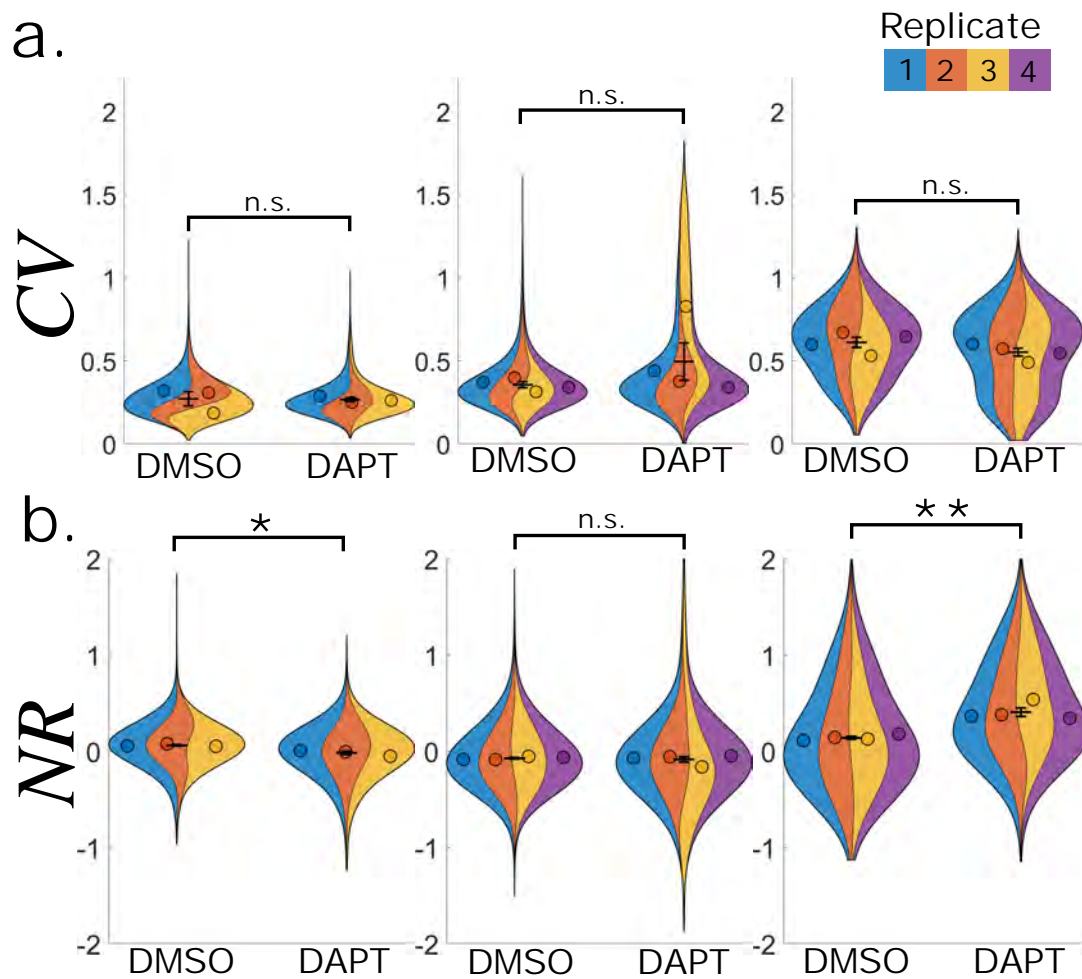 a.
Replicate
1 2 3 4
CV
2
1.5
1
0.5
0
n.s.
DMSO DAPT
2
1.5
1
0.5
0
n.s.
DMSO DAPT
2
1.5
1
0.5
0
n.s.
DMSO DAPT
b.
NR
2
1
0
-1
-2
*
DMSO DAPT
2
1
0
-1
-2
n.s.
DMSO DAPT
2
1
0
-1
-2
**
DMSO DAPT